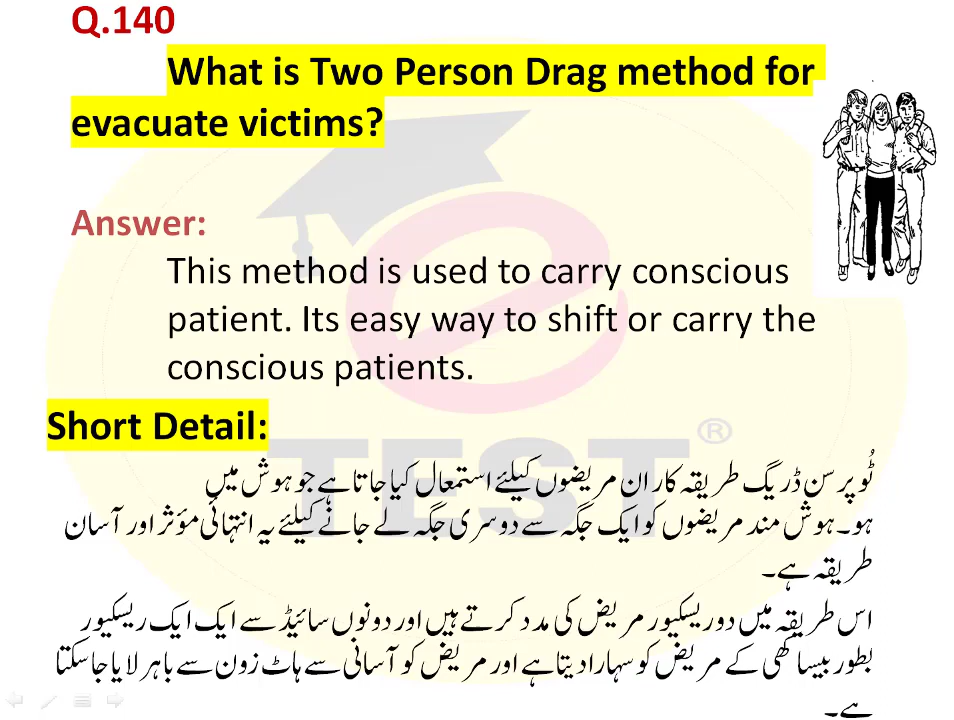 Q.140
What is Two Person Drag method for
evacuate victims?
Answer:
This method is used to carry conscious
patient. Its easy way to shift or carry the
conscious patients.
Short Detail:
ٹُو پرسن ڈریگ طریقہ کار ان مریضوں کیلئے استعمال کیا جاتا ہے جو ہوش میں
ہو۔ ہوش مند مریضوں کو ایک جگہ سے دوسری جگہ لے جانے کیلئے یہ انتہائی مؤثر اور آسان
طریقہ ہے۔
اس طریقہ میں دو ریسکیور مریض کی مدد کرتے ہیں اور دونوں سائیڈ سے ایک ایک ریسکیور
بطور بیساکھی کے مریض کو سہارا دیتا ہے اور مریض کو آسانی سے ہاٹ زون سے باہر لایا جا سکتا
ہے۔
e
TEST®